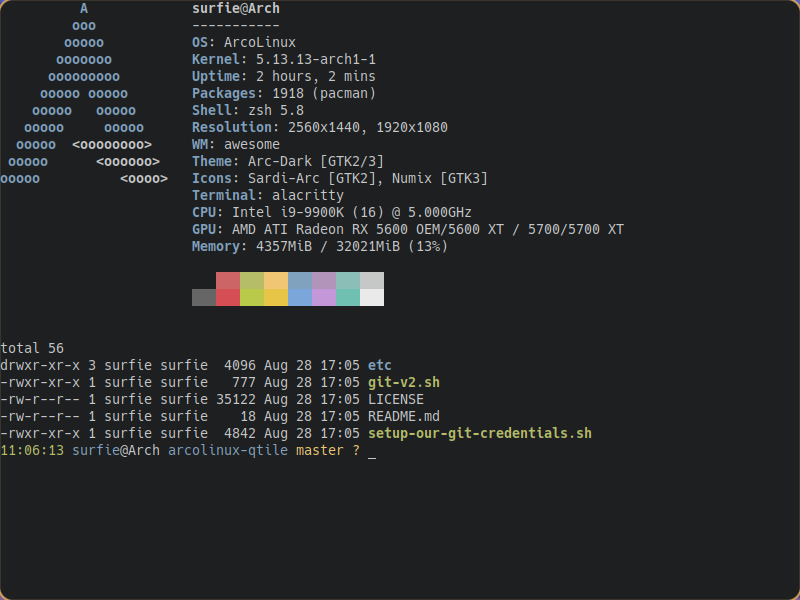 A surfie@Arch
ooo -----------
ooooo OS: ArcoLinux
ooooooo Kernel: 5.13.13-arch1-1
ooooooooo Uptime: 2 hours, 2 mins
ooooo ooooo Packages: 1918 (pacman)
ooooo ooooo Shell: zsh 5.8
ooooo ooooo Resolution: 2560x1440, 1920x1080
ooooo <oooooooo> WM: awesome
ooooo <oooooo> Theme: Arc-Dark [GTK2/3]
ooooo <oooo> Icons: Sardi-Arc [GTK2], Numix [GTK3]
Terminal: alacritty
CPU: Intel i9-9900K (16) @ 5.000GHz
GPU: AMD ATI Radeon RX 5600 OEM/5600 XT / 5700/5700 XT
Memory: 4357MiB / 32021MiB (13%)
total 56
drwxr-xr-x 3 surfie surfie 4096 Aug 28 17:05 etc
-rwxr-xr-x 1 surfie surfie 777 Aug 28 17:05 git-v2.sh
-rw-r--r-- 1 surfie surfie 35122 Aug 28 17:05 LICENSE
-rw-r--r-- 1 surfie surfie 18 Aug 28 17:05 README.md
-rwxr-xr-x 1 surfie surfie 4842 Aug 28 17:05 setup-our-git-credentials.sh
11:06:13 surfie@Arch arcolinux-qtile master ? _